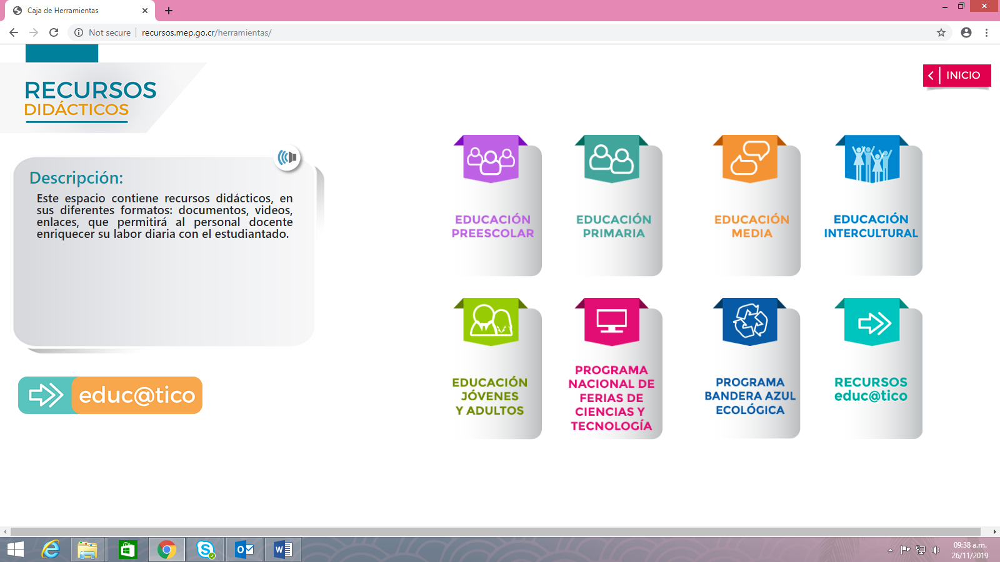 Caja de Herramientas
Not secure
recursos.mep.go.cr/herramientas/
RECURSOS
DIDÁCTICOS
INICIO
Descripción:
Este espacio contiene recursos didácticos, en
sus diferentes formatos: documentos, videos,
enlaces, que permitirá al personal docente
enriquecer su labor diaria con el estudiantado.
educ@tico
EDUCACIÓN
PREESCOLAR
EDUCACIÓN
PRIMARIA
EDUCACIÓN
MEDIA
EDUCACIÓN
INTERCULTURAL
EDUCACIÓN
JÓVENES
Y ADULTOS
PROGRAMA
NACIONAL DE
FERIAS DE
CIENCIAS Y
TECNOLOGÍA
PROGRAMA
BANDERA AZUL
ECOLÓGICA
RECURSOS
educ@tico
09:38 a.m.
26/11/2019